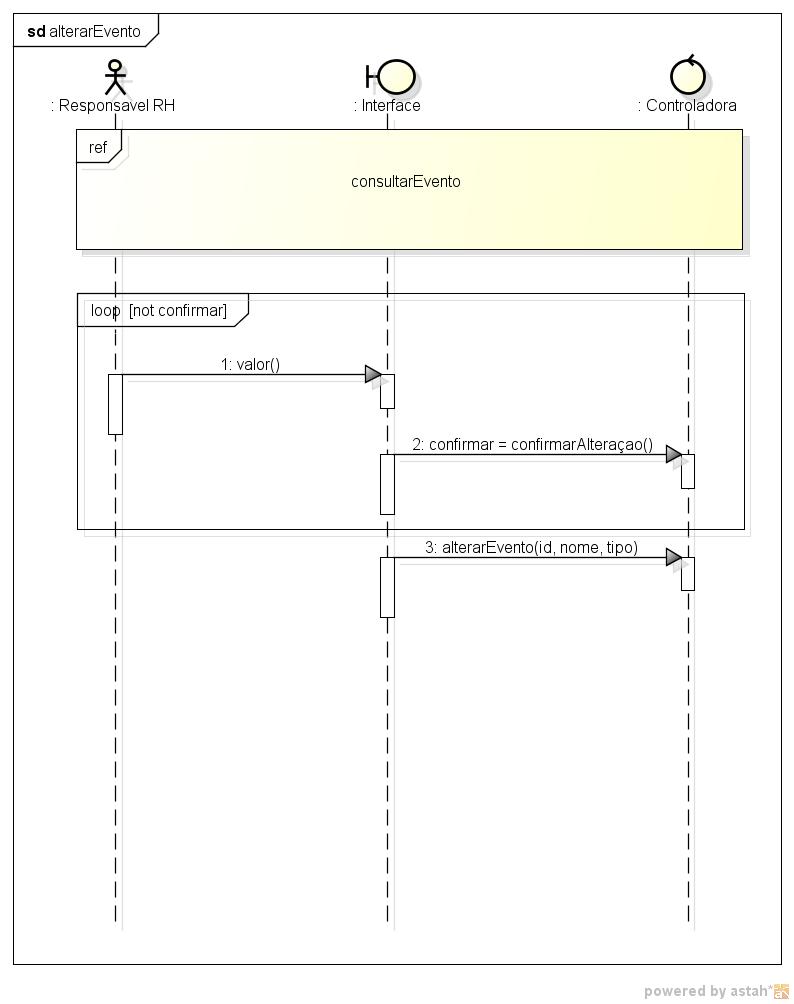 sd alterarEvento
: Responsavel RH
: Interface
: Controladora
ref
consultarEvento
loop [not confirmar]
1: valor()
2: confirmar = confirmarAlteraçao()
3: alterarEvento(id, nome, tipo)
powered by astah*